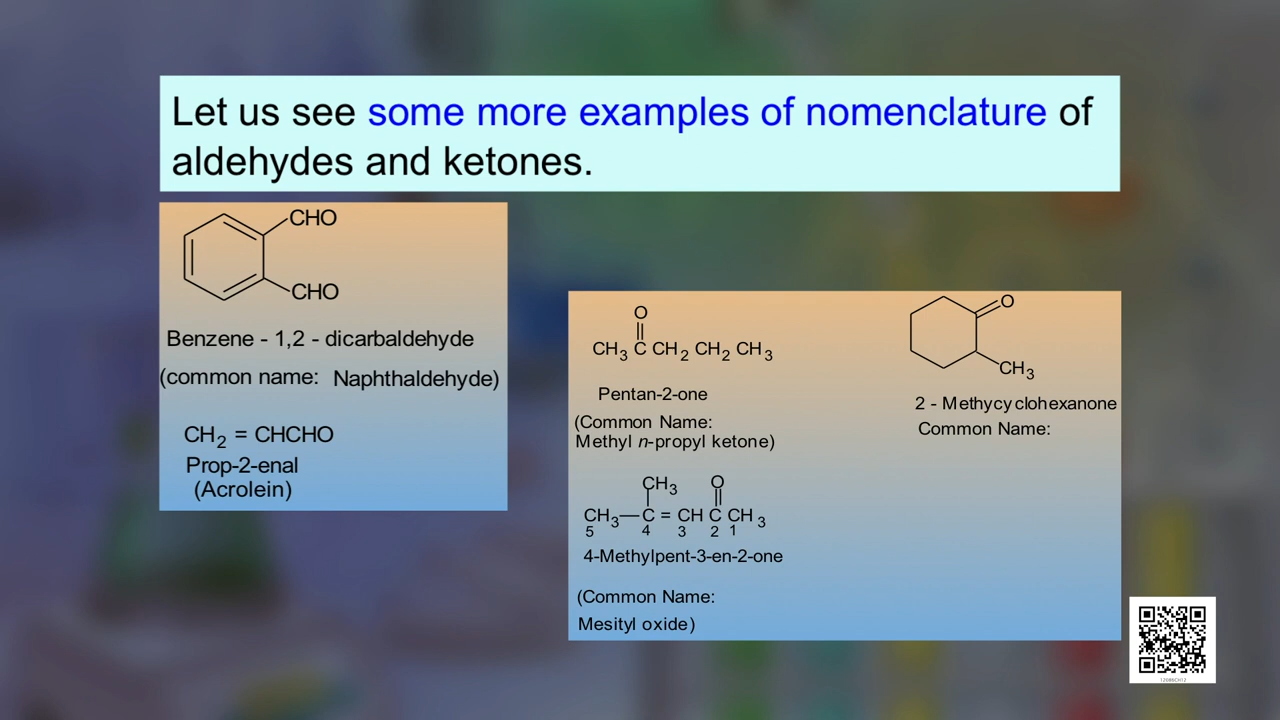 Let us see some more examples of nomenclature of
aldehydes and ketones.
CHO
CHO
Benzene - 1,2 - dicarbaldehyde
(common name: Naphthaldehyde)
CH2 = CHCHO
Prop-2-enal
(Acrolein)
O
CH3 C CH2 CH2 CH3
Pentan-2-one
(Common Name:
Methyl n-propyl ketone)
CH3 O
CH3—C = CH C CH3
5 4 3 2 1
4-Methylpent-3-en-2-one
(Common Name:
Mesityl oxide)
O
CH3
2 - Methycyclohexanone
Common Name: